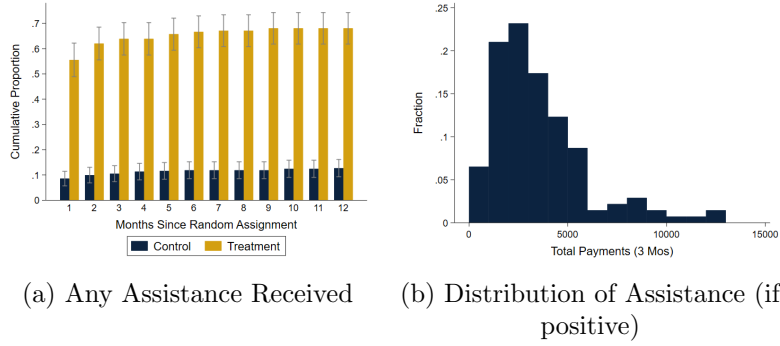 Cumulative Proportion
.7
.6
.5
.4
.3
.2
.1
0
1 2 3 4 5 6 7 8 9 10 11 12
Months Since Random Assignment
Control Treatment
(a) Any Assistance Received
Fraction
.25
.2
.15
.1
.05
0
0 5000 10000 15000
Total Payments (3 Mos)
(b) Distribution of Assistance (if
positive)